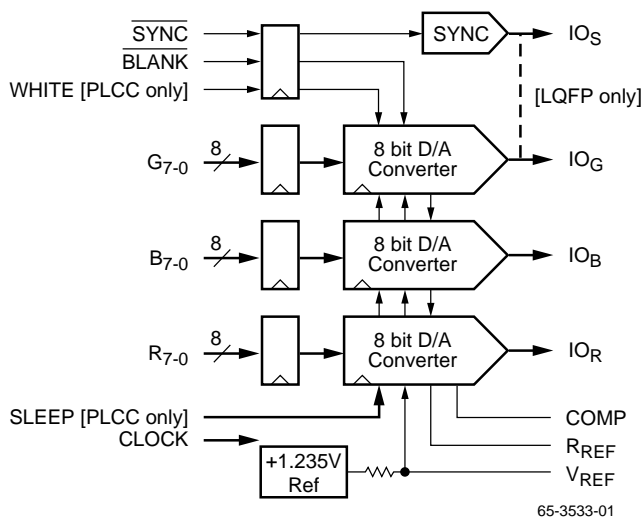 SYNC
SYNC
IOS
BLANK
WHITE [PLCC only]
[LQFP only]
G7-0
8
8 bit D/A
Converter
IOG
B7-0
8
8 bit D/A
Converter
IOB
R7-0
8
8 bit D/A
Converter
IOR
SLEEP [PLCC only]
CLOCK
COMP
RREF
+1.235V
Ref
VREF
65-3533-01